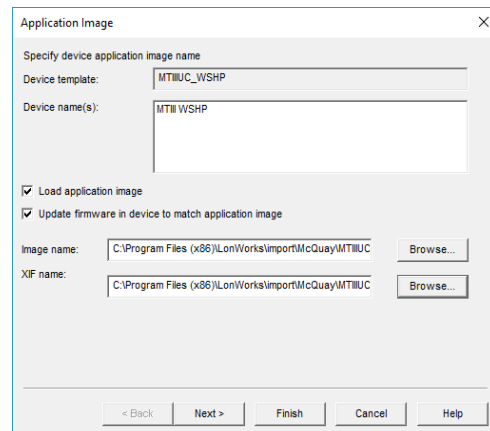 Application Image
Specify device application image name
Device template: MTIIIUC_WSHP
Device name(s): MTIII WSHP
Load application image
Update firmware in device to match application image
Image name: C:\Program Files (x86)\LonWorks\import\McQuay\MTIIIUC Browse...
XIF name:
C:\Program Files (x86)\LonWorks\import\McQuay\MTIIIUC Browse...
< Back Next > Finish Cancel Help